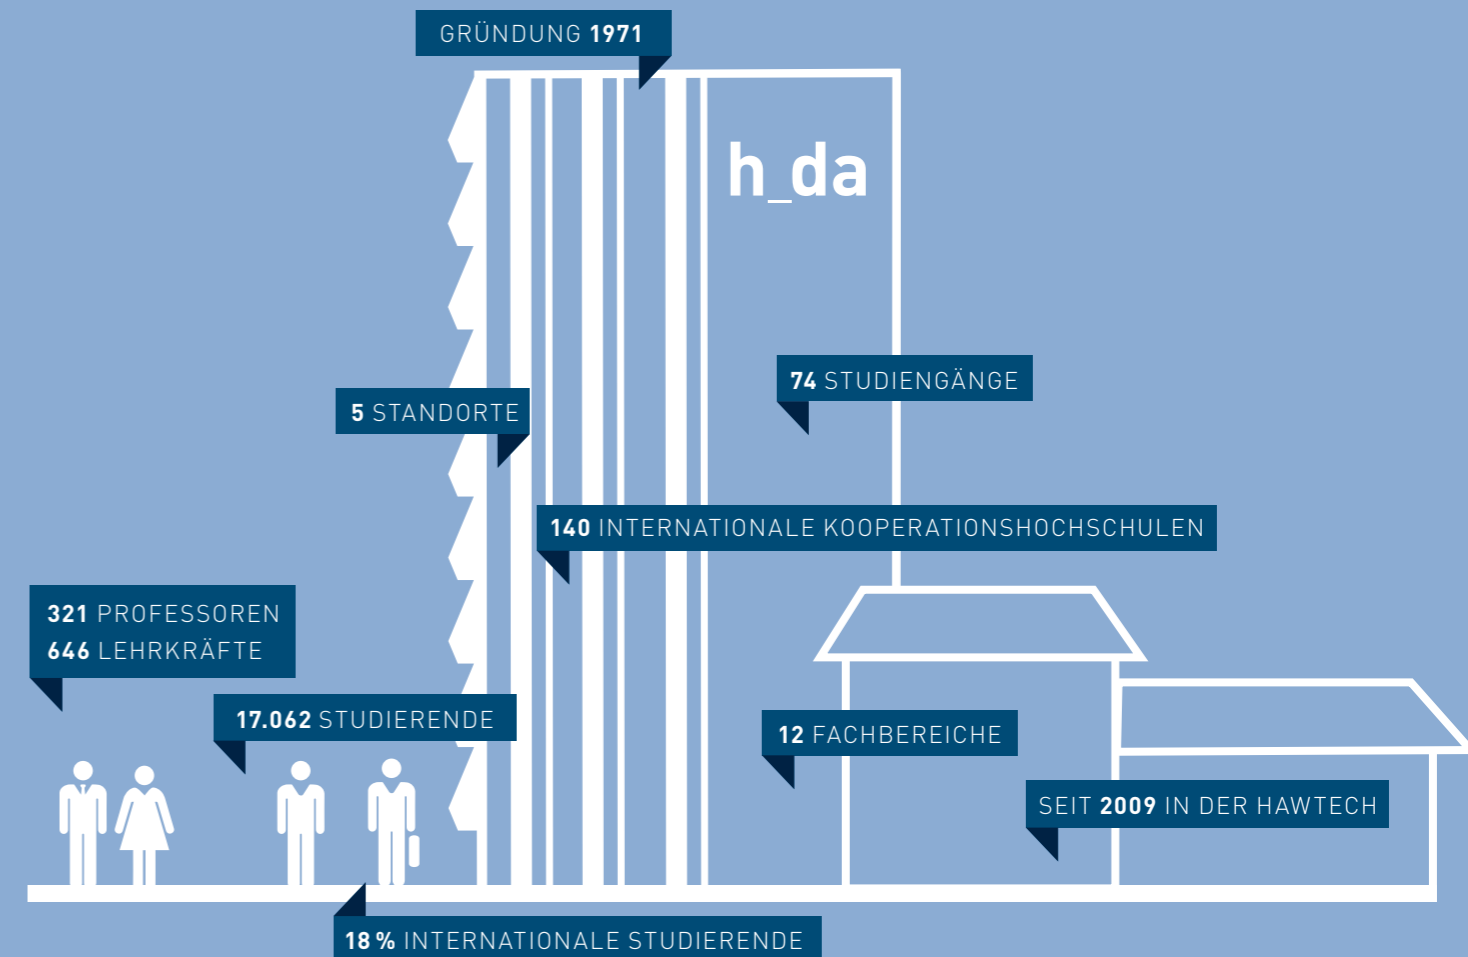 GRÜNDUNG 1971
h_da
74 STUDIENGÄNGE
5 STANDORTE
140 INTERNATIONALE KOOPERATIONSHOCHSCHULEN
321 PROFESSOREN
646 LEHRKRÄFTE
17.062 STUDIERENDE
12 FACHBEREICHE
SEIT 2009 IN DER HAWTECH
18 % INTERNATIONALE STUDIERENDE